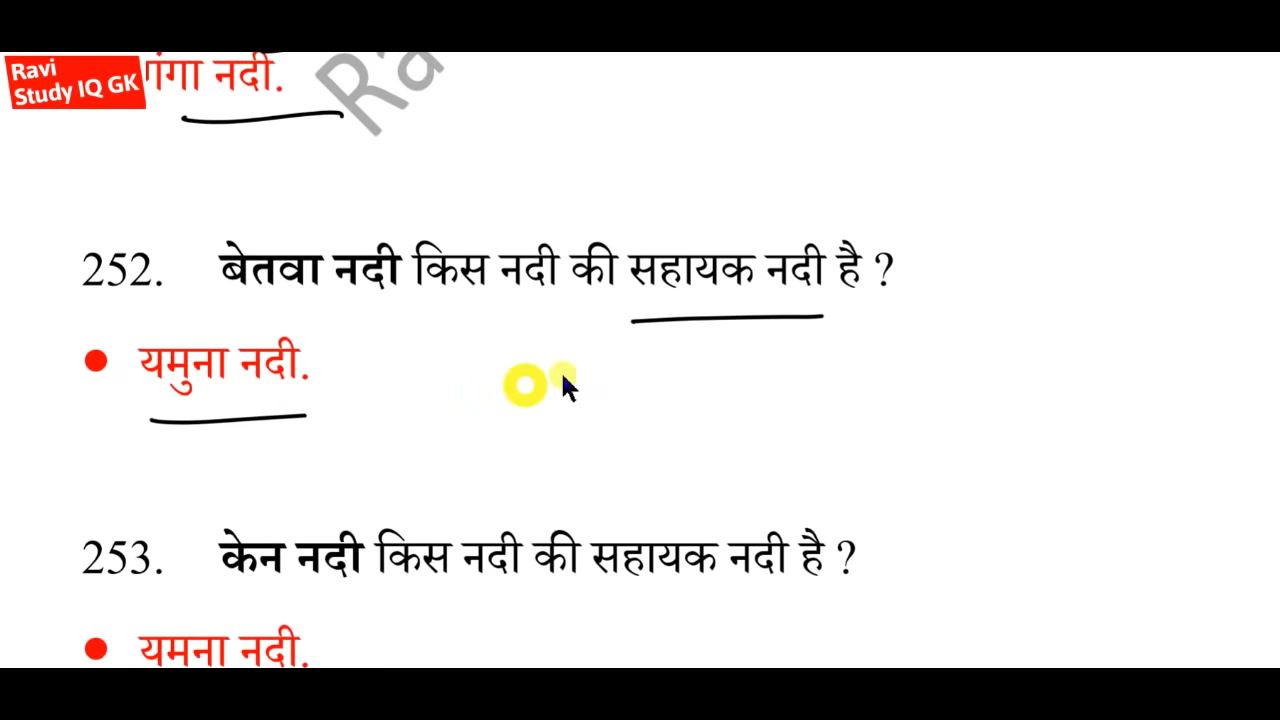 Ravi
Study IQ GK
गंगा नदी.
Ra
252. बेतवा नदी किस नदी की सहायक नदी है ?
● यमुना नदी.
253. केन नदी किस नदी की सहायक नदी है ?
● यमुना नदी.